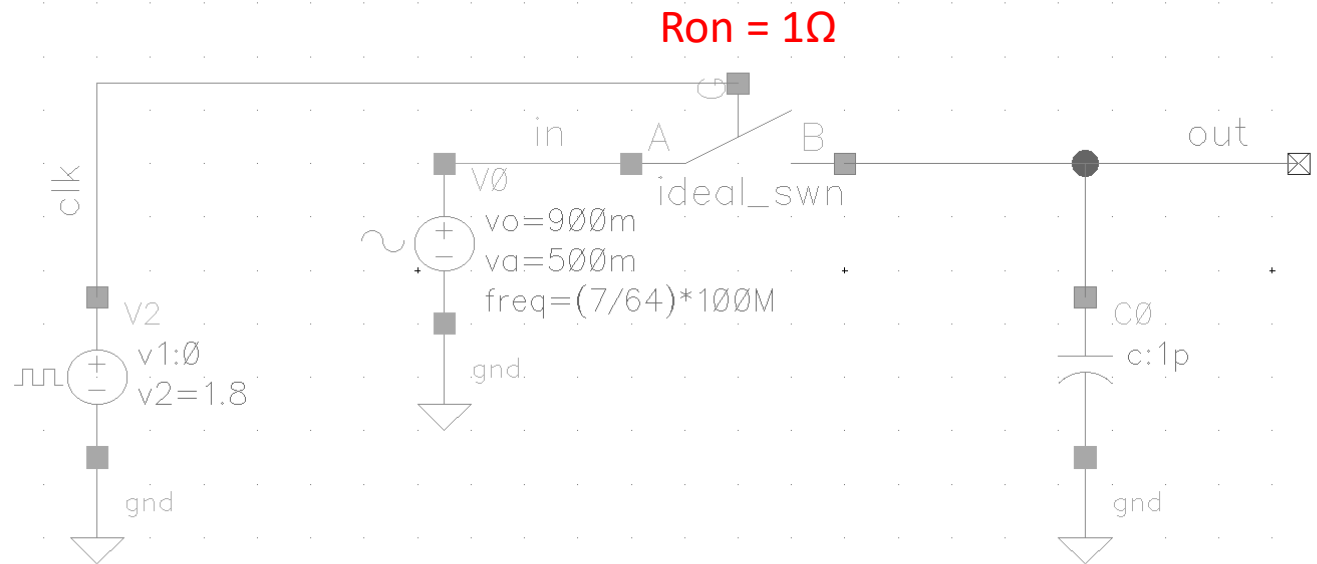 Ron = 1Ω
G
in
A
B
out
clk
V0
ideal_swn
vo=900m
va=500m
freq=(7/64)*100M
V2
v1:0
v2=1.8
C0
c:1p
gnd
gnd
gnd